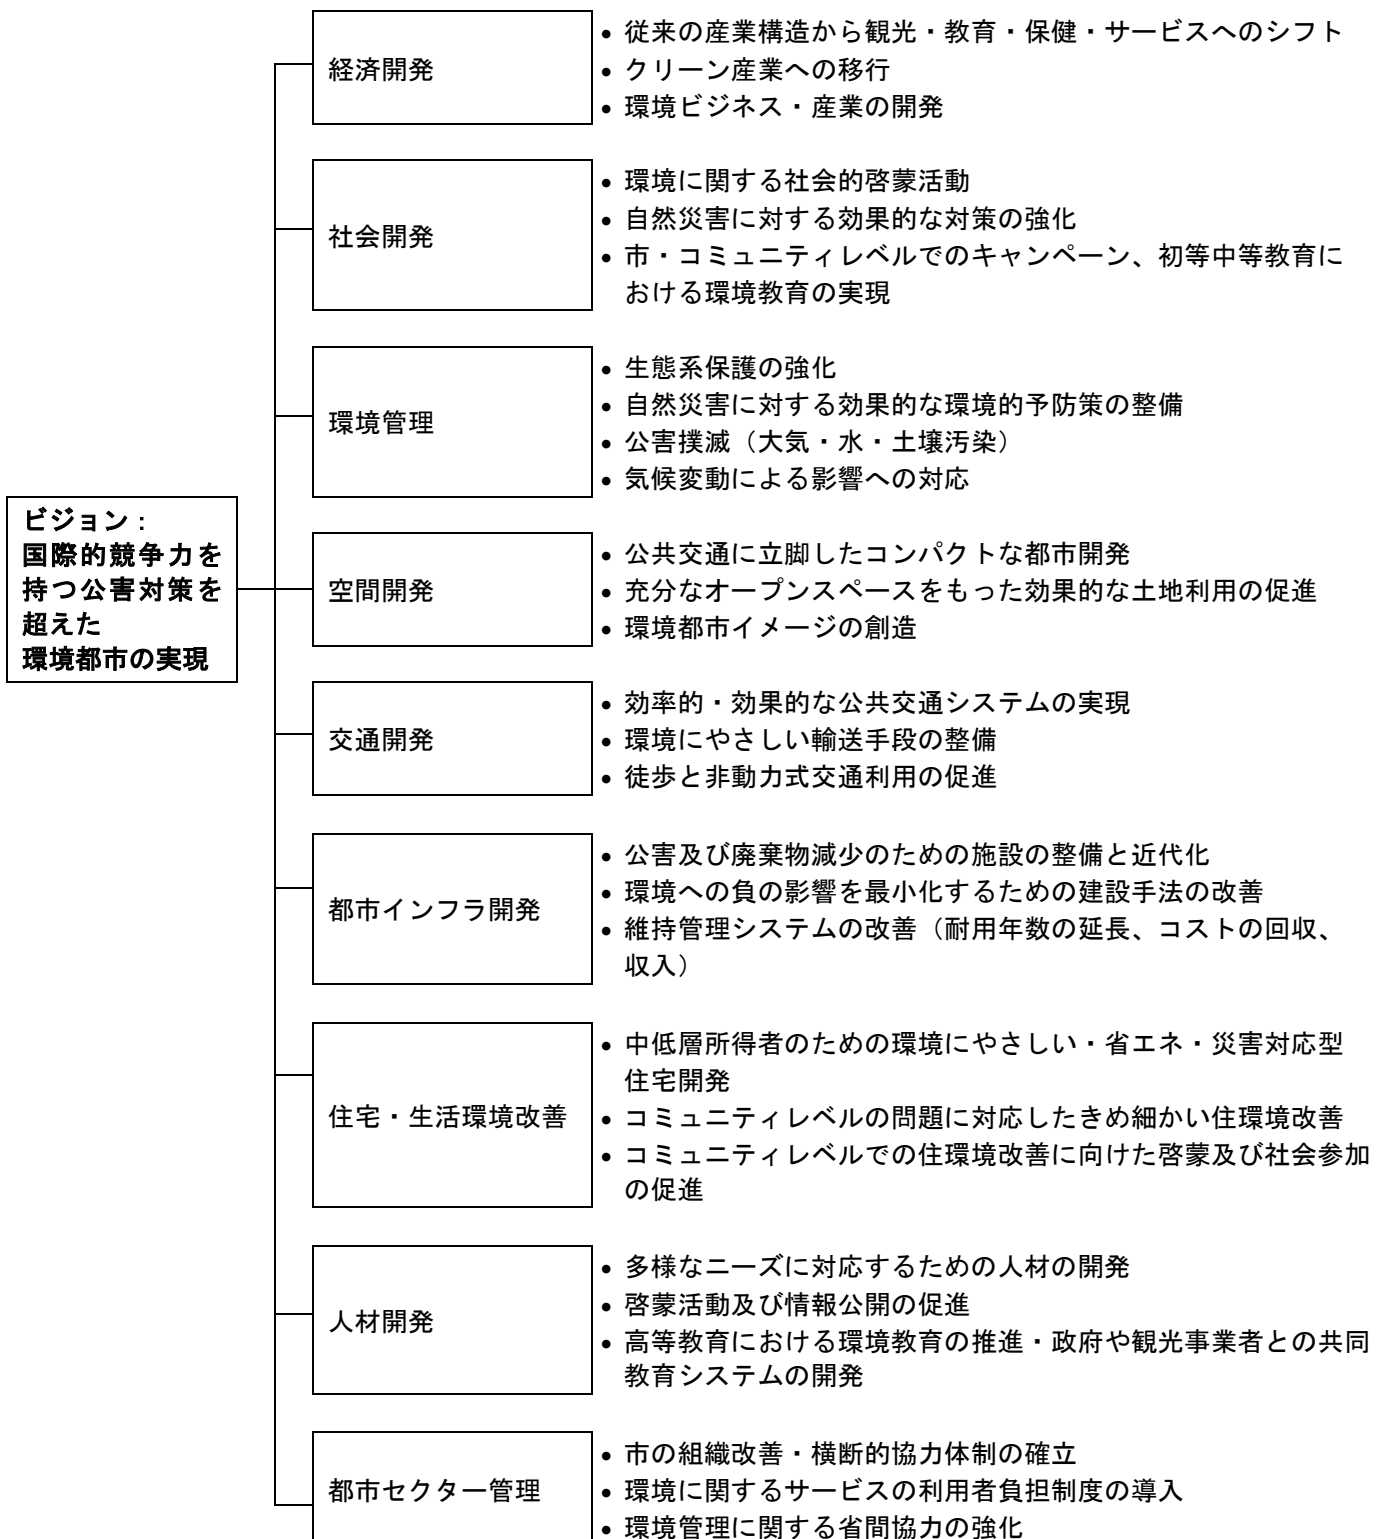 経済開発
• 従来の産業構造から観光・教育・保健・サービスへのシフト
• クリーン産業への移行
• 環境ビジネス・産業の開発
社会開発
• 環境に関する社会的啓蒙活動
• 自然災害に対する効果的な対策の強化
• 市・コミュニティレベルでのキャンペーン、初等中等教育に
おける環境教育の実現
環境管理
• 生態系保護の強化
• 自然災害に対する効果的な環境的予防策の整備
• 公害撲滅（大気・水・土壌汚染）
• 気候変動による影響への対応
ビジョン：
国際的競争力を
持つ公害対策を
超えた
環境都市の実現
空間開発
• 公共交通に立脚したコンパクトな都市開発
• 充分なオープンスペースをもった効果的な土地利用の促進
• 環境都市イメージの創造
交通開発
• 効率的・効果的な公共交通システムの実現
• 環境にやさしい輸送手段の整備
• 徒歩と非動力式交通利用の促進
都市インフラ開発
• 公害及び廃棄物減少のための施設の整備と近代化
• 環境への負の影響を最小化するための建設手法の改善
• 維持管理システムの改善（耐用年数の延長、コストの回収、
収入）
住宅・生活環境改善
• 中低層所得者のための環境にやさしい・省エネ・災害対応型
住宅開発
• コミュニティレベルの問題に対応したきめ細かい住環境改善
• コミュニティレベルでの住環境改善に向けた啓蒙及び社会参加
の促進
人材開発
• 多様なニーズに対応するための人材の開発
• 啓蒙活動及び情報公開の促進
• 高等教育における環境教育の推進・政府や観光事業者との共同
教育システムの開発
都市セクター管理
• 市の組織改善・横断的協力体制の確立
• 環境に関するサービスの利用者負担制度の導入
• 環境管理に関する省間協力の強化